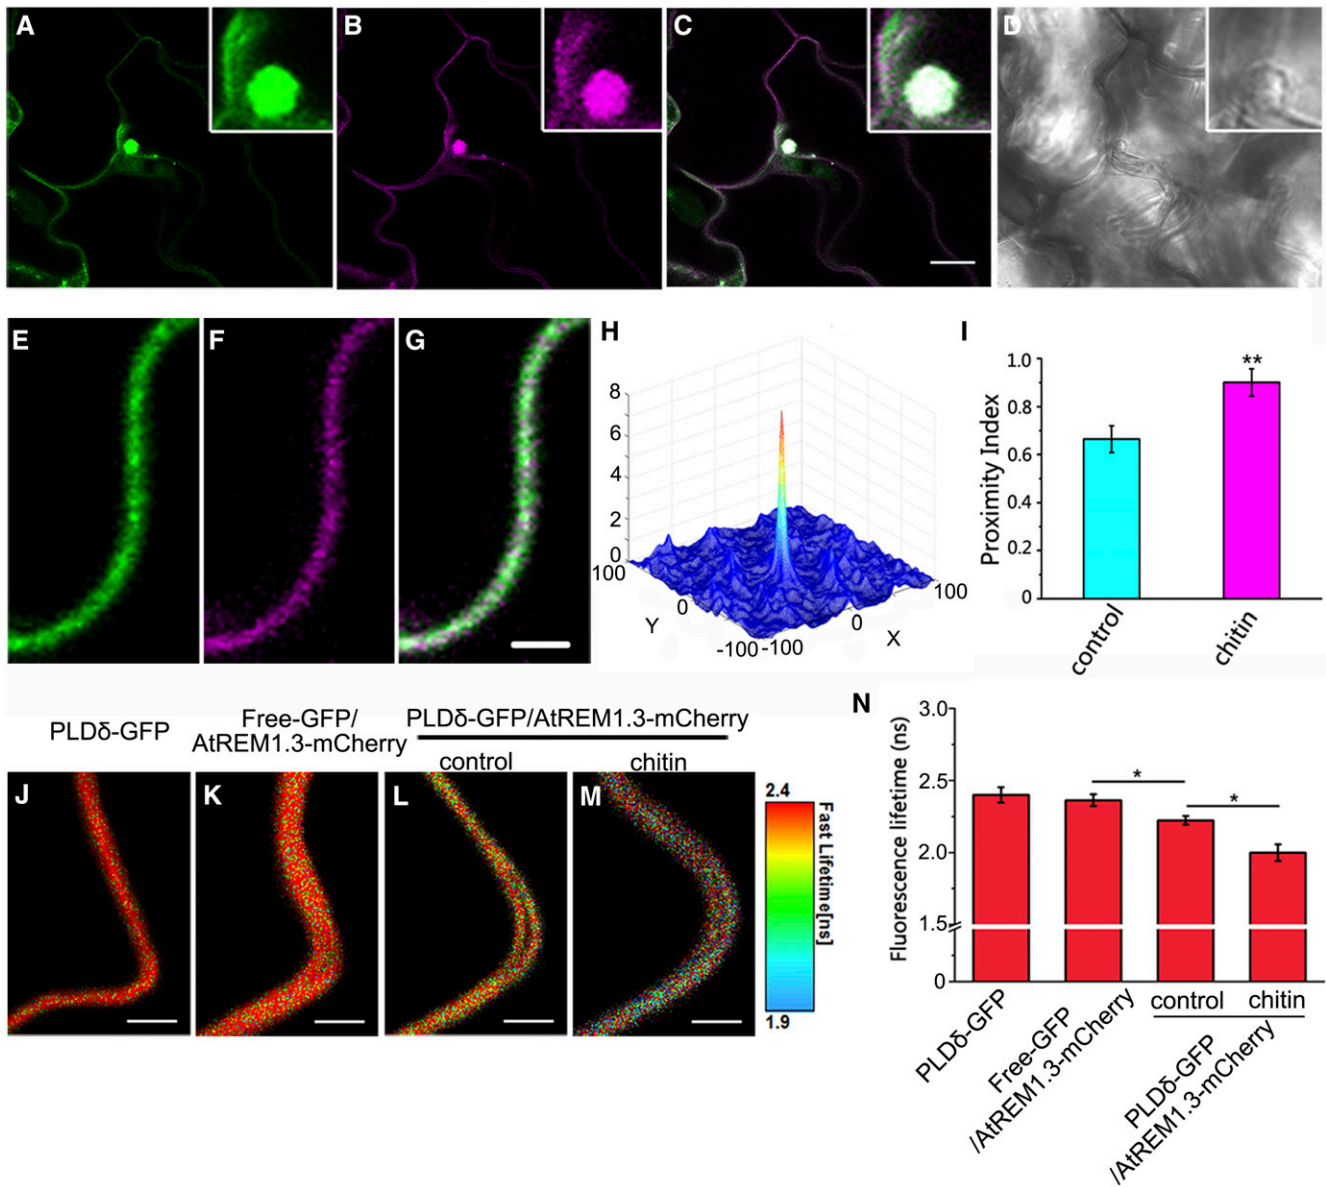 A
B
C
D
E
F
G
H
8
6
4
2
0
100
0
-100
Y
-100
0
100
X
I
Proximity Index
1.0
0.8
0.6
0.4
0.2
0
**
control
chitin
PLDδ-GFP
Free-GFP/
AtREM1.3-mCherry
PLDδ-GFP/AtREM1.3-mCherry
control
chitin
J
K
L
M
2.4
Fast Lifetime[ns]
1.9
N
Fluorescence lifetime (ns)
3.0
2.5
2.0
1.5
0
*
*
PLDδ-GFP
Free-GFP
/AtREM1.3-mCherry
control
chitin
PLDδ-GFP
/AtREM1.3-mCherry